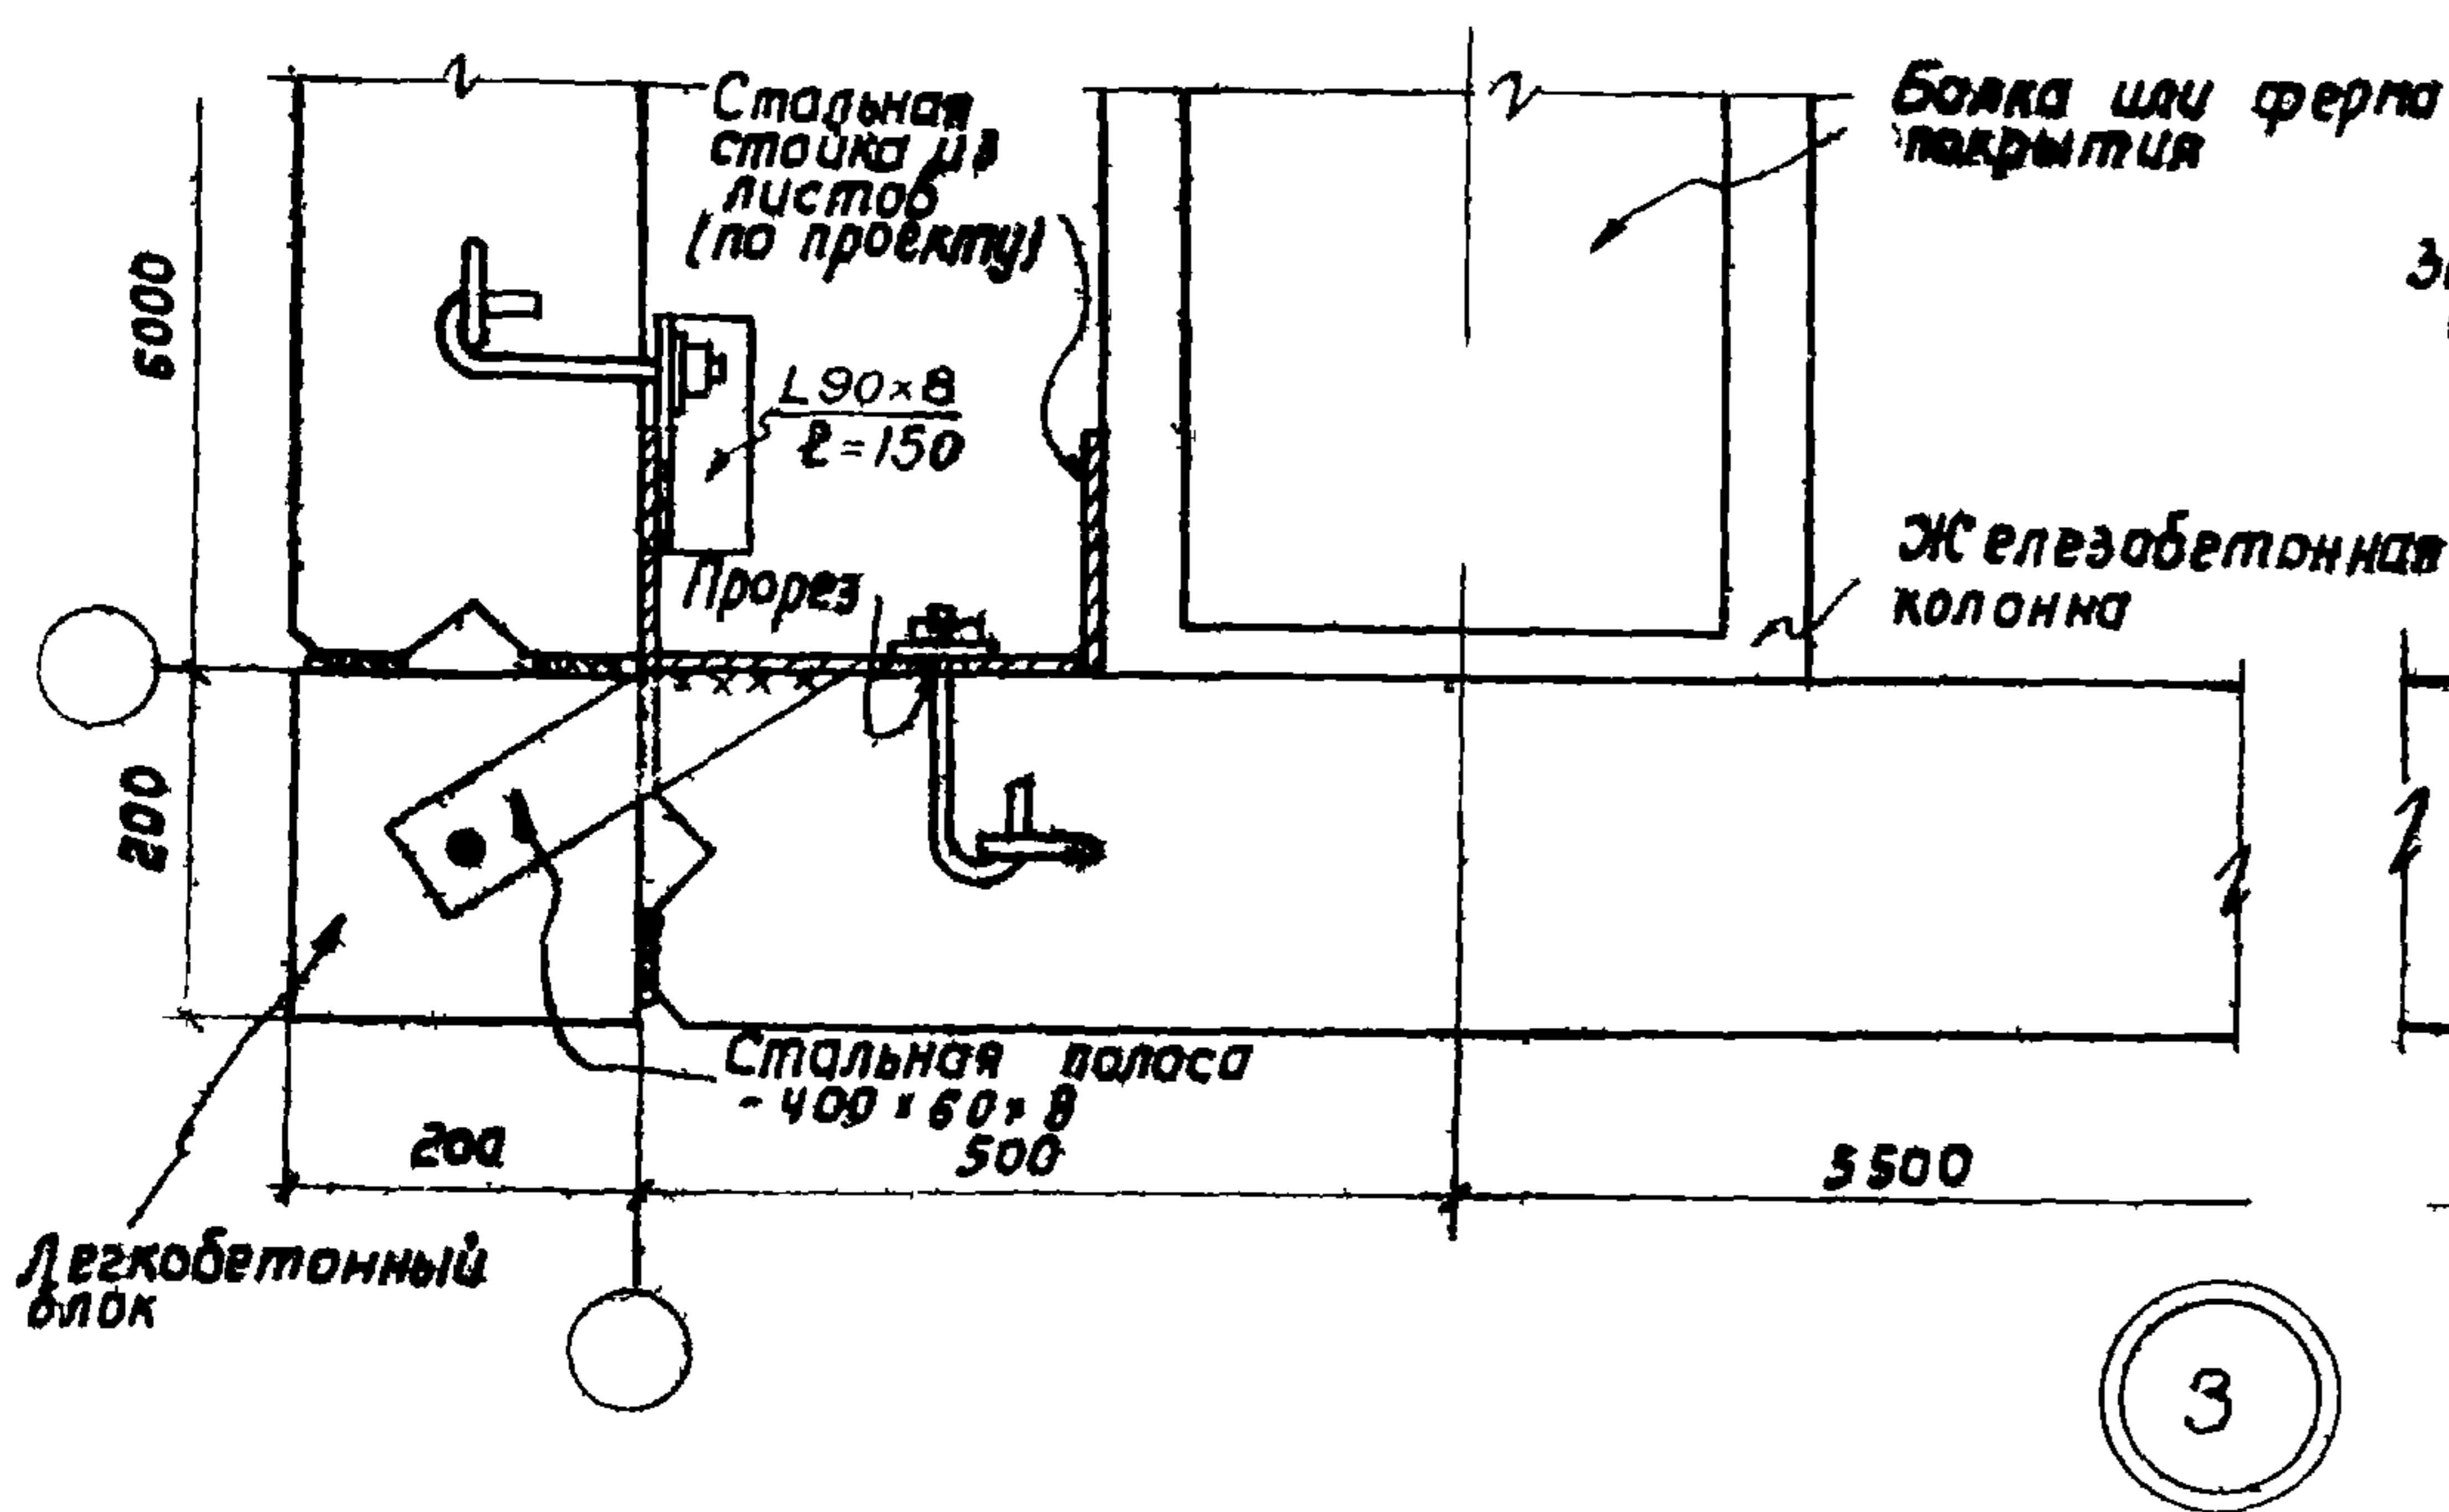 Стальная
стойка из
листов
(по проекту)
Балка или ферма
покрытия
6000
L90×8
ℓ=150
Железобетонная
колонна
Прорез
200
Стальная полоса
-400×60×8
200
500
5500
Легкобетонный
блок
3